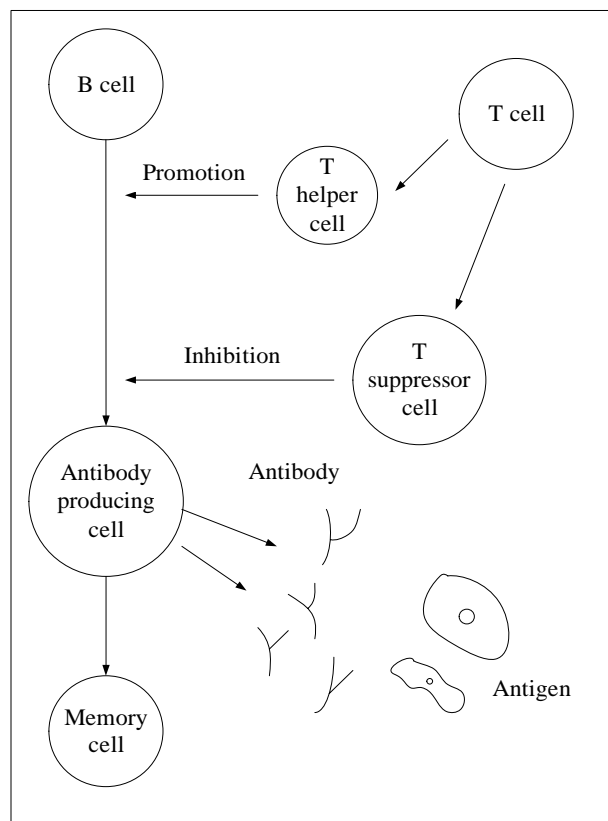 B cell
T cell
Promotion
T
helper
cell
Inhibition
T
suppressor
cell
Antibody
producing
cell
Antibody
Antigen
Memory
cell